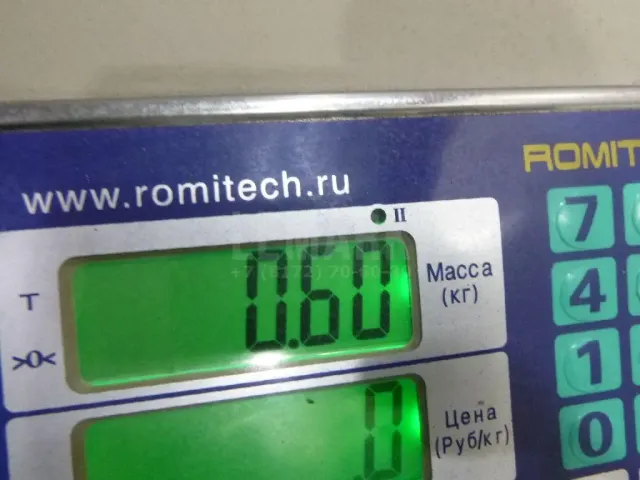 www.romitech.ru
ROMIT
II
T
0.60
Масса
(кг)
>0<
.0
Цена
(Руб/кг)
7
4
1
0